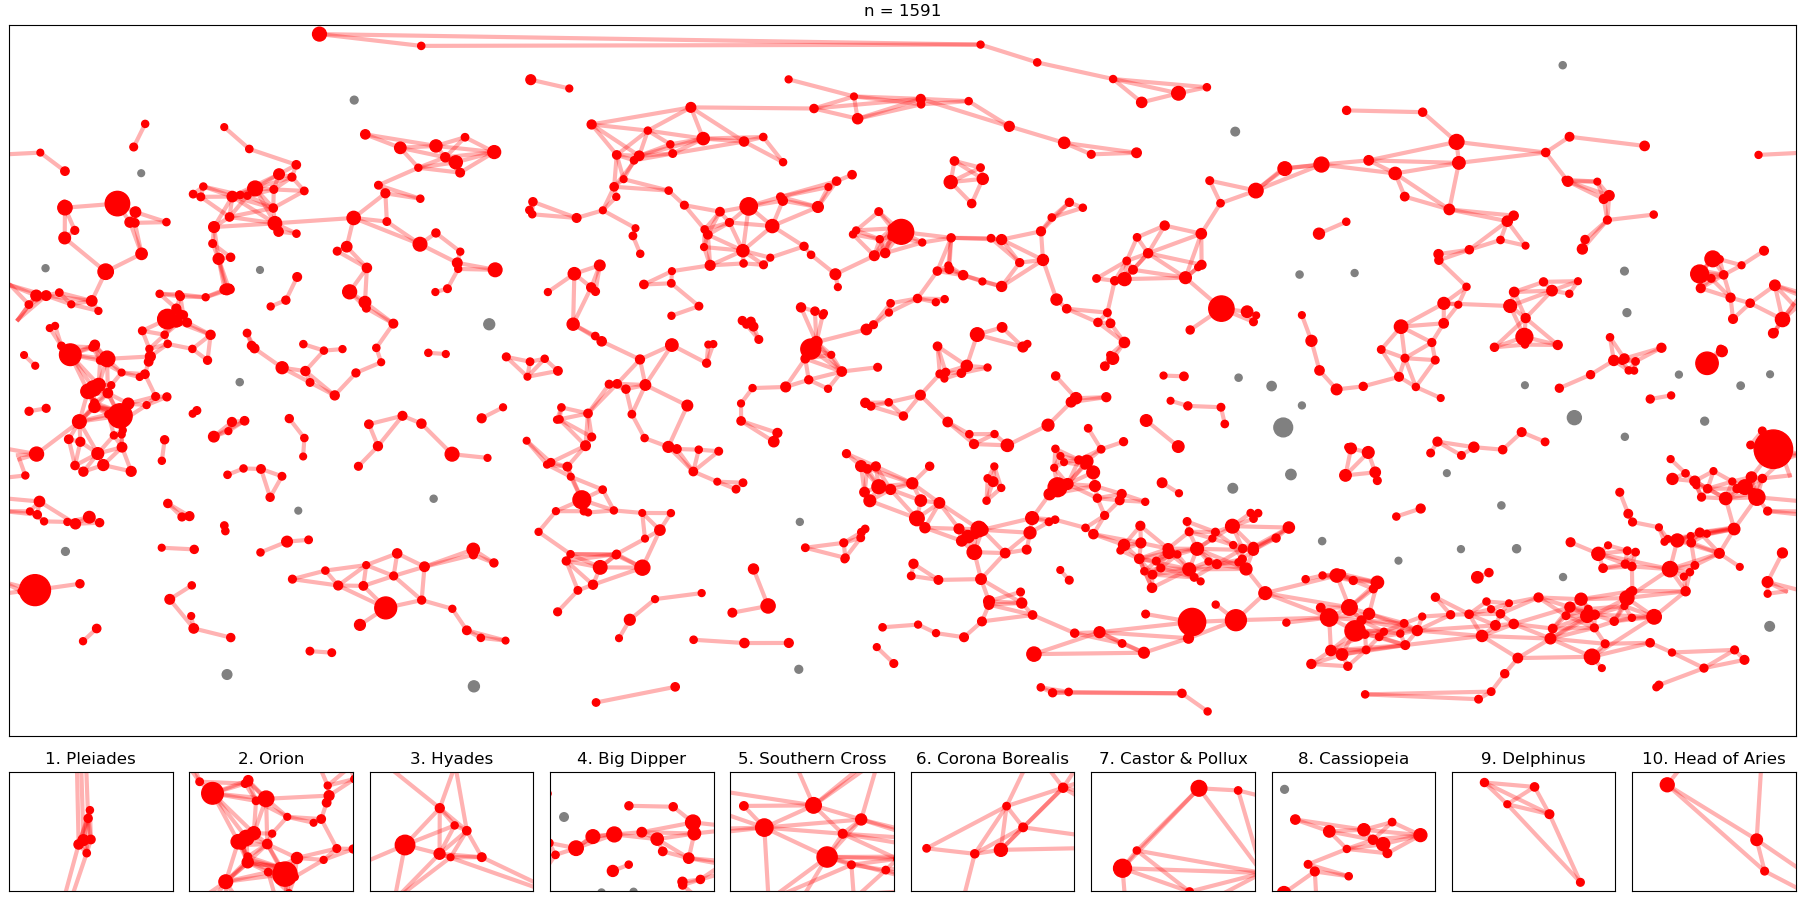 n = 1591
1. Pleiades
2. Orion
3. Hyades
4. Big Dipper
5. Southern Cross
6. Corona Borealis
7. Castor & Pollux
8. Cassiopeia
9. Delphinus
10. Head of Aries